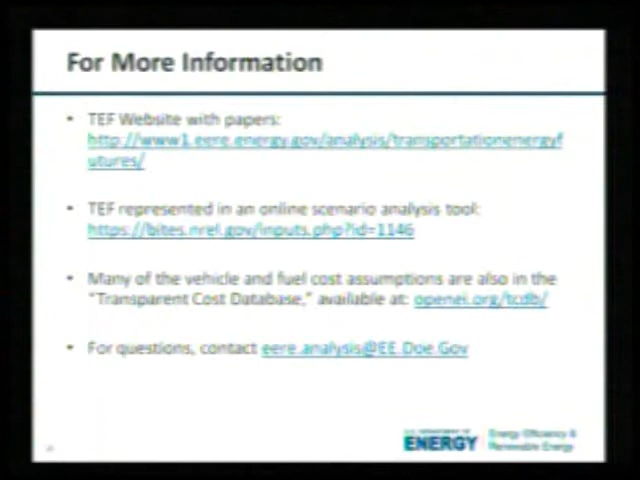 For More Information
• TEF Website with papers:
http://www1.eere.energy.gov/analysis/transportationenergyf
utures/
• TEF represented in an online scenario analysis tool:
https://bites.nrel.gov/inputs.php?id=1146
• Many of the vehicle and fuel cost assumptions are also in the
"Transparent Cost Database," available at: openei.org/tcdb/
• For questions, contact eere.analysis@EE.Doe.Gov
U.S. DEPARTMENT OF
ENERGY
Energy Efficiency &
Renewable Energy